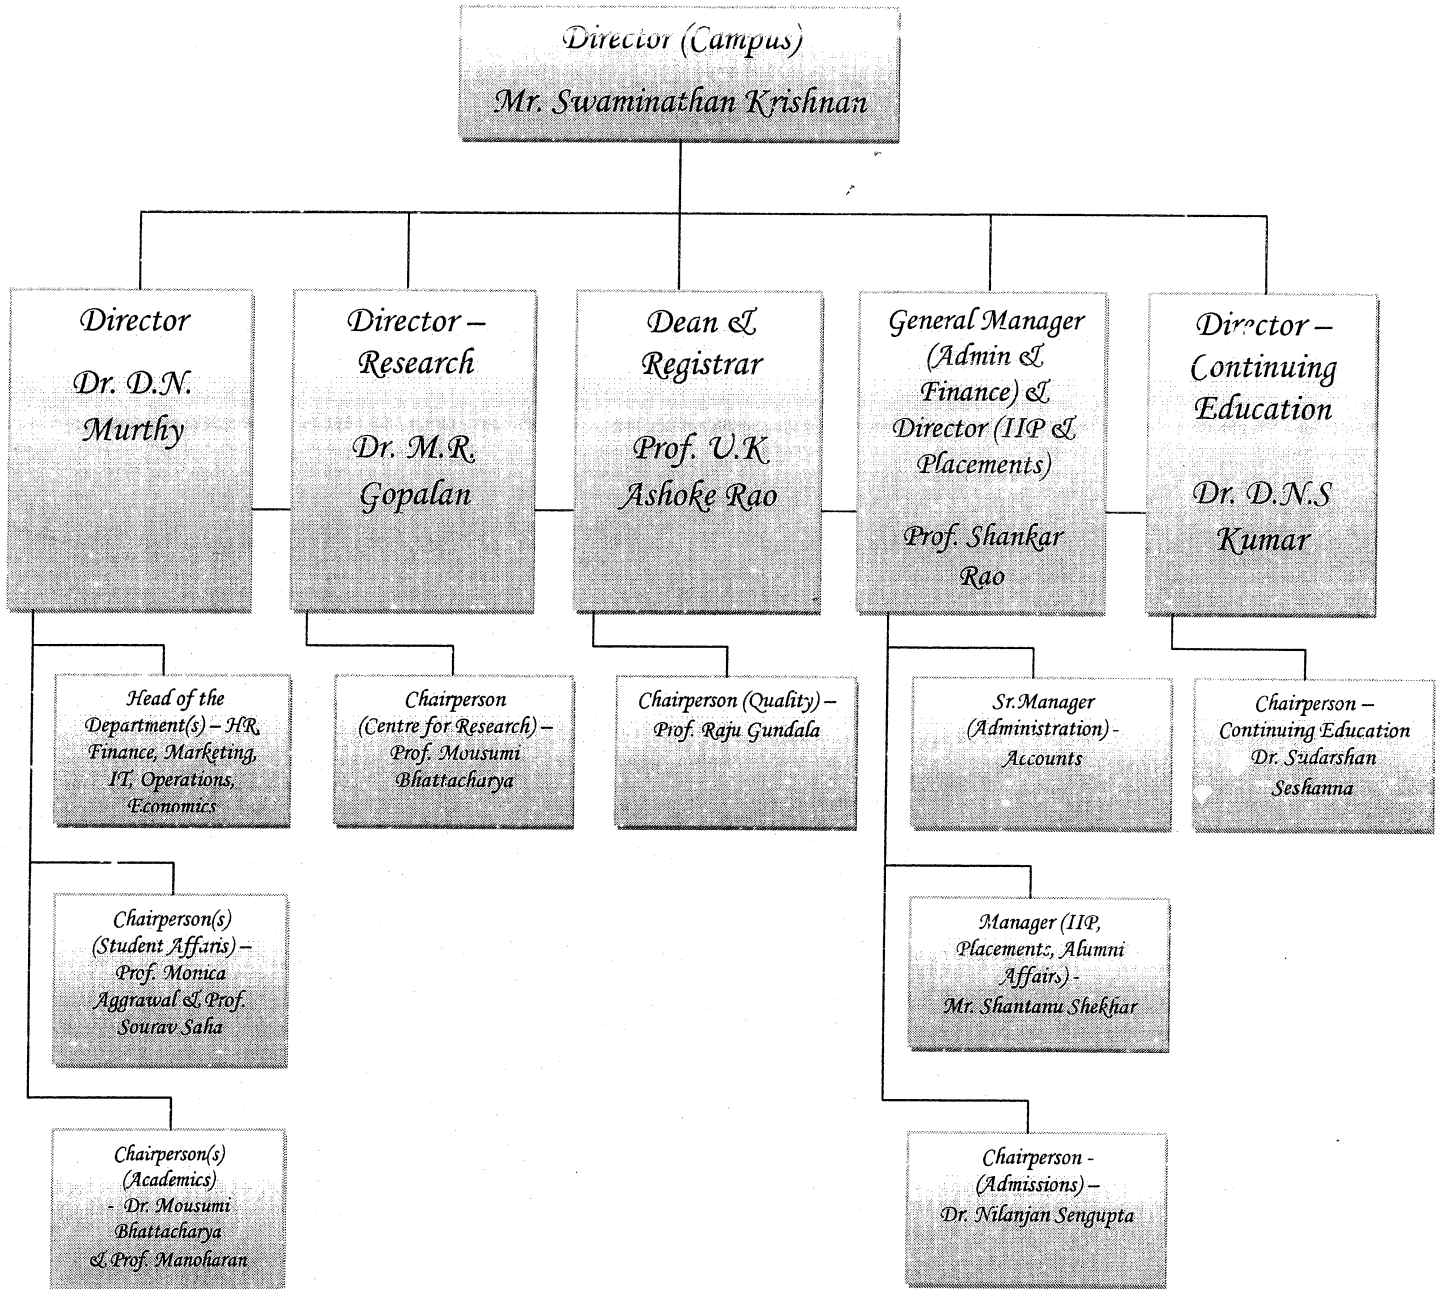 Director (Campus)
Mr. Swaminathan Krishnan
Director
Dr. D.N.
Murthy
Director –
Research
Dr. M.R.
Gopalan
Dean &
Registrar
Prof. U.K
Ashoke Rao
General Manager
(Admin &
Finance) &
Director (IIP &
Placements)
Prof. Shankar
Rao
Director –
Continuing
Education
Dr. D.N.S
Kumar
Head of the
Department(s) – HR,
Finance, Marketing,
IT, Operations,
Economics
Chairperson
(Centre for Research) –
Prof. Mousumi
Bhattacharya
Chairperson (Quality) –
Prof. Raju Gundala
Sr.Manager
(Administration) -
Accounts
Chairperson –
Continuing Education
Dr. Sudarshan
Seshanna
Chairperson(s)
(Student Affaris) –
Prof. Monica
Aggrawal & Prof.
Sourav Saha
Manager (IIP,
Placements, Alumni
Affairs) -
Mr. Shantanu Shekhar
Chairperson(s)
(Academics)
- Dr. Mousumi
Bhattacharya
& Prof. Manoharan
Chairperson -
(Admissions) –
Dr. Nilanjan Sengupta